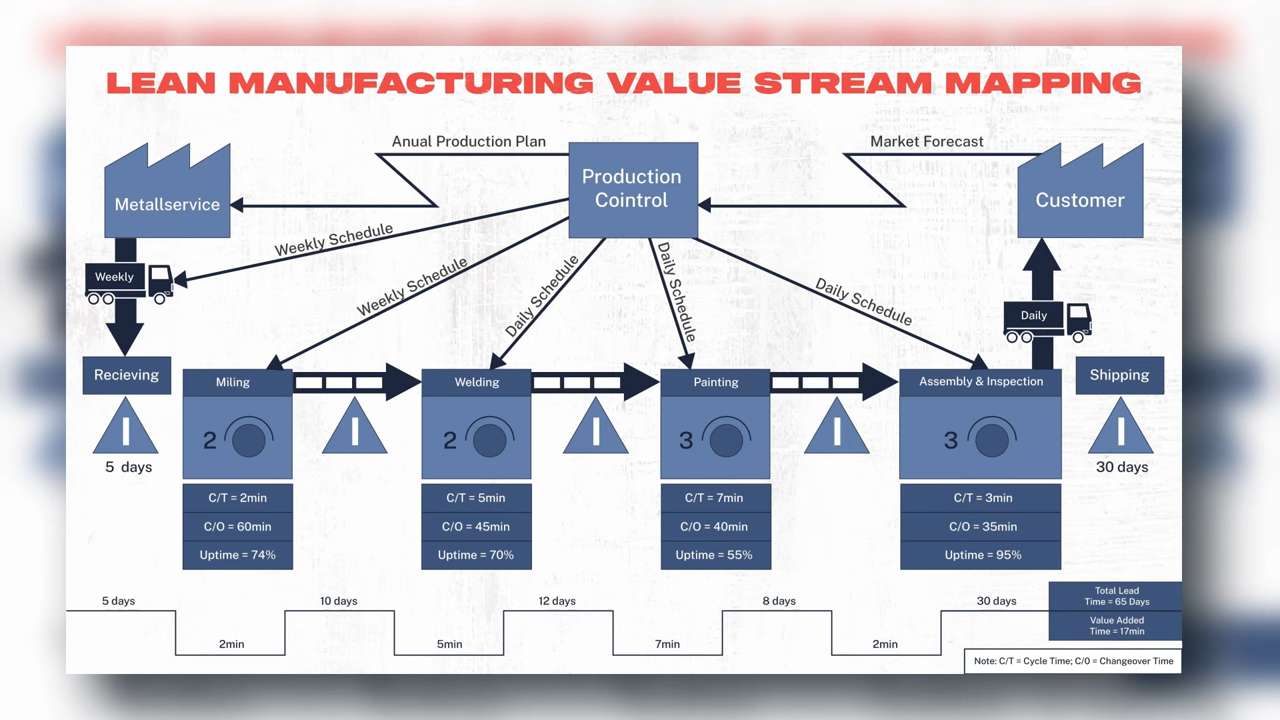 LEAN MANUFACTURING VALUE STREAM MAPPING
Anual Production Plan
Market Forecast
Metallservice
Production
Cointrol
Customer
Weekly Schedule
Weekly Schedule
Daily Schedule
Daily Schedule
Daily Schedule
Weekly
Daily
Recieving
Miling
Welding
Painting
Assembly & Inspection
Shipping
2
2
3
3
5 days
30 days
C/T = 2min
C/O = 60min
Uptime = 74%
C/T = 5min
C/O = 45min
Uptime = 70%
C/T = 7min
C/O = 40min
Uptime = 55%
C/T = 3min
C/O = 35min
Uptime = 95%
5 days
10 days
12 days
8 days
30 days
2min
5min
7min
2min
Total Lead
Time = 65 Days
Value Added
Time = 17min
Note: C/T = Cycle Time; C/0 = Changeover Time